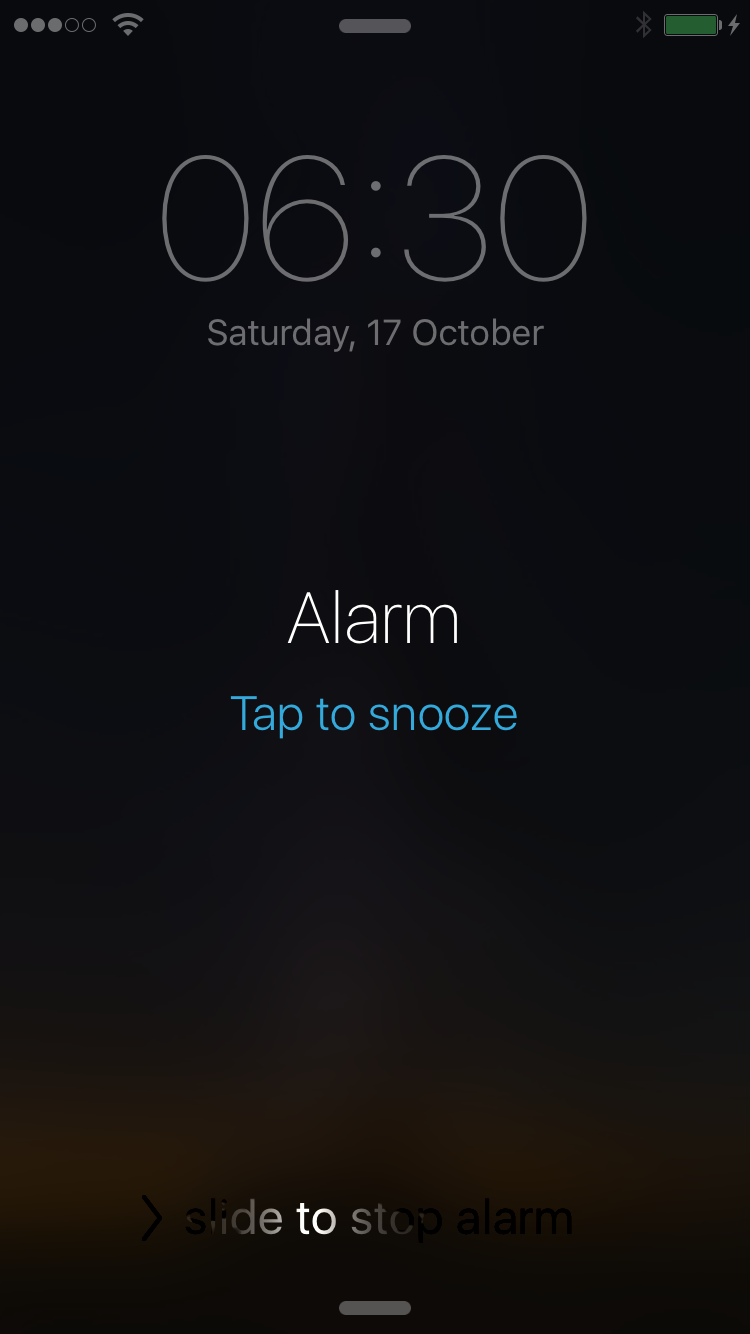 06:30
Saturday, 17 October
Alarm
Tap to snooze
slide to stop alarm